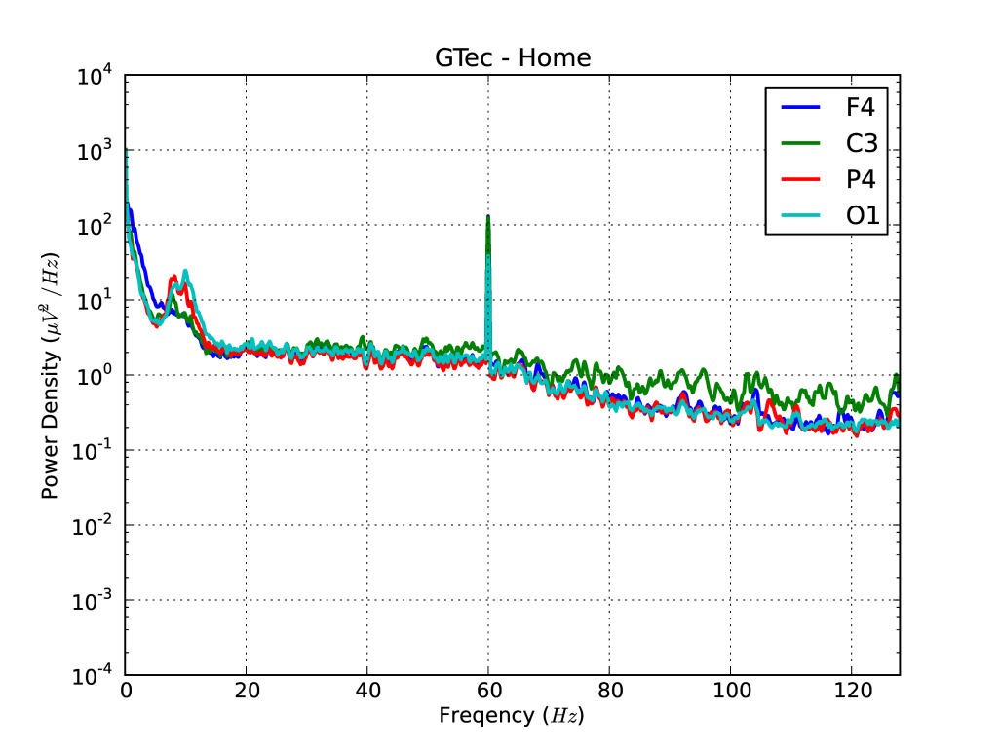 GTec - Home
10^4
10^3
10^2
10^1
10^0
10^-1
10^-2
10^-3
10^-4
Power Density (μV² /Hz)
F4
C3
P4
O1
0 20 40 60 80 100 120
Freqency (Hz)